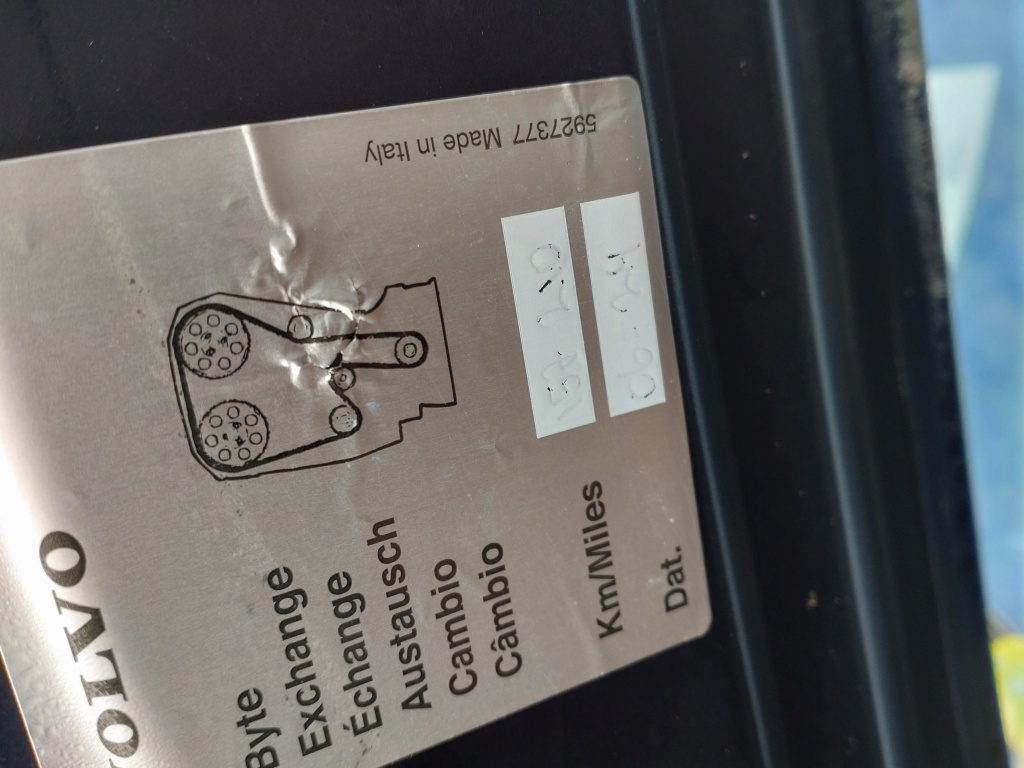 VOLVO
Byte
Exchange
Échange
Austausch
Cambio
Câmbio
Km/Miles
Dat.
5927377 Made in Italy